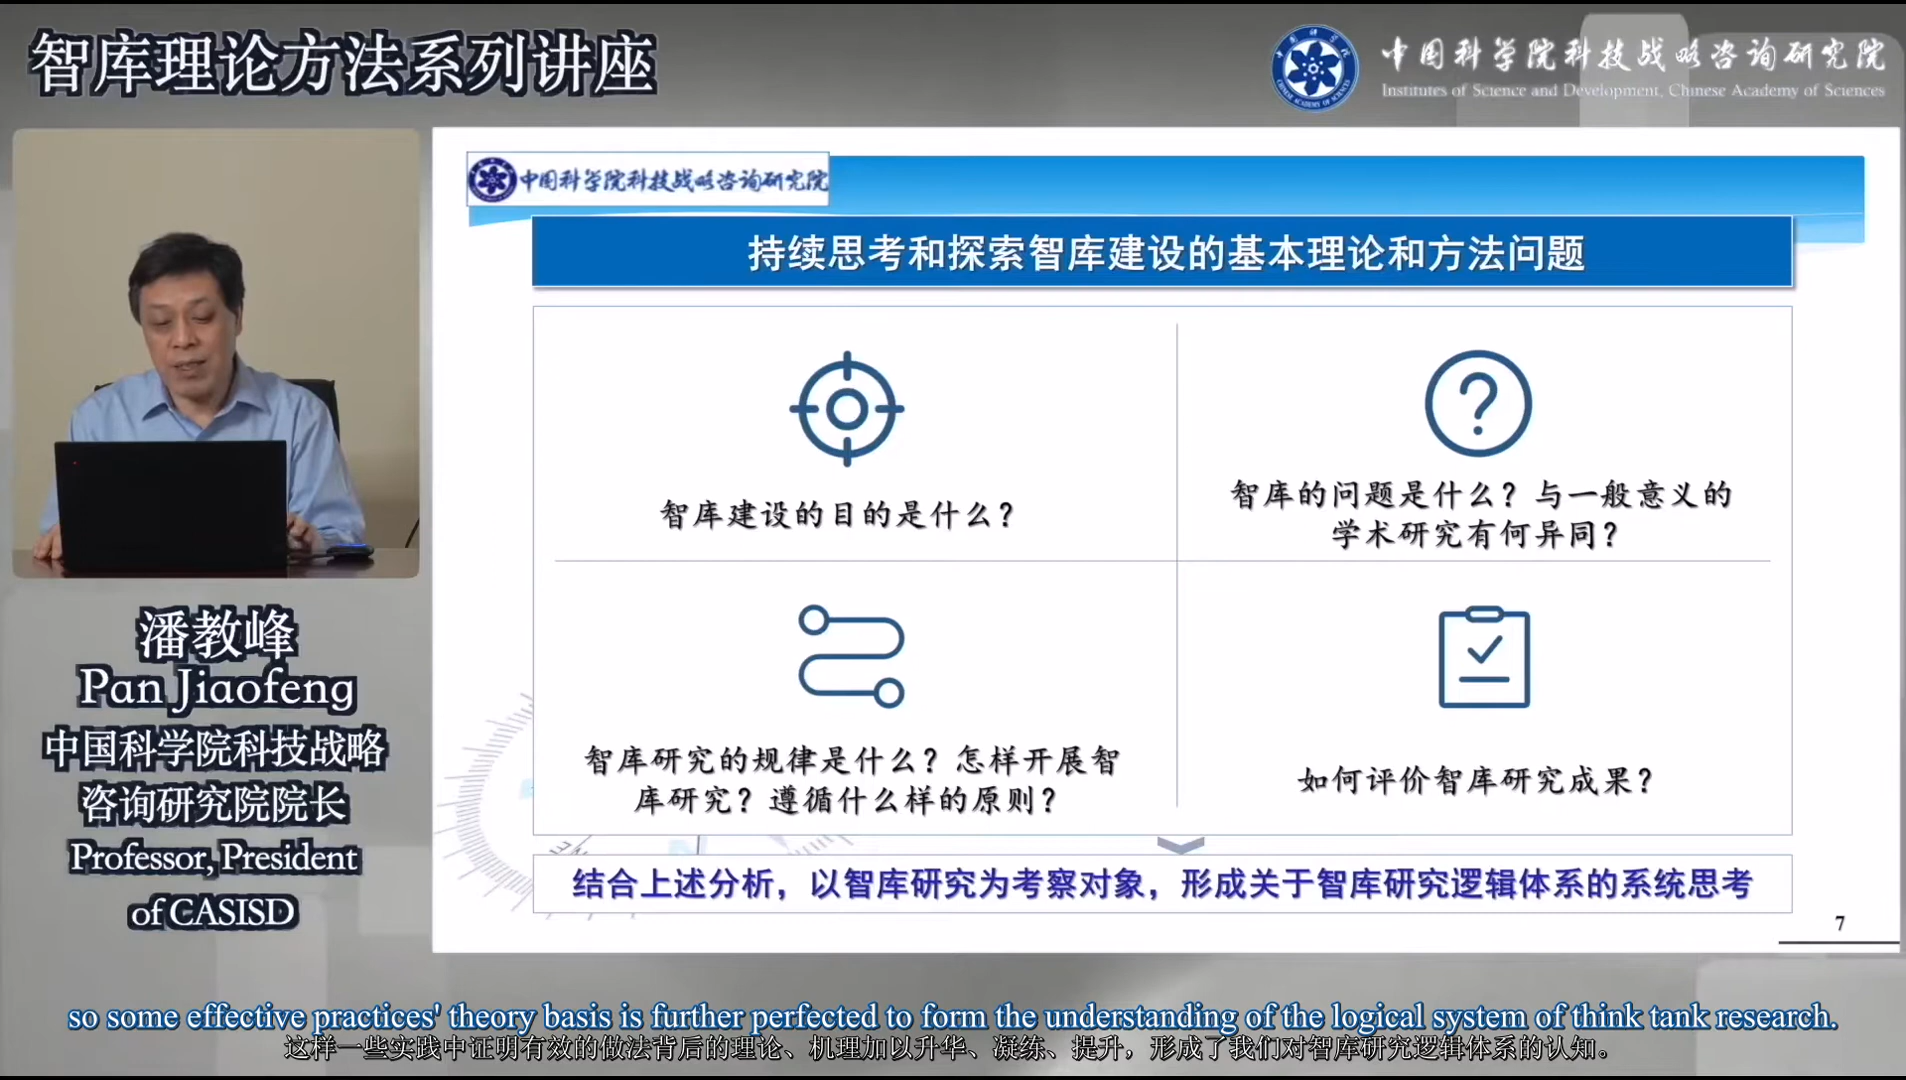 智库理论方法系列讲座
中国科学院科技战略咨询研究院
Institutes of Science and Development, Chinese Academy of Sciences
中国科学院科技战略咨询研究院
持续思考和探索智库建设的基本理论和方法问题
智库建设的目的是什么？
智库的问题是什么？与一般意义的
学术研究有何异同？
智库研究的规律是什么？怎样开展智
库研究？遵循什么样的原则？
如何评价智库研究成果？
结合上述分析，以智库研究为考察对象，形成关于智库研究逻辑体系的系统思考
7
潘教峰
Pan Jiaofeng
中国科学院科技战略
咨询研究院院长
Professor, President
of CASISD
so some effective practices' theory basis is further perfected to form the understanding of the logical system of think tank research.
这样一些实践中证明有效的做法背后的理论、机理加以升华、凝练、提升，形成了我们对智库研究逻辑体系的认知。